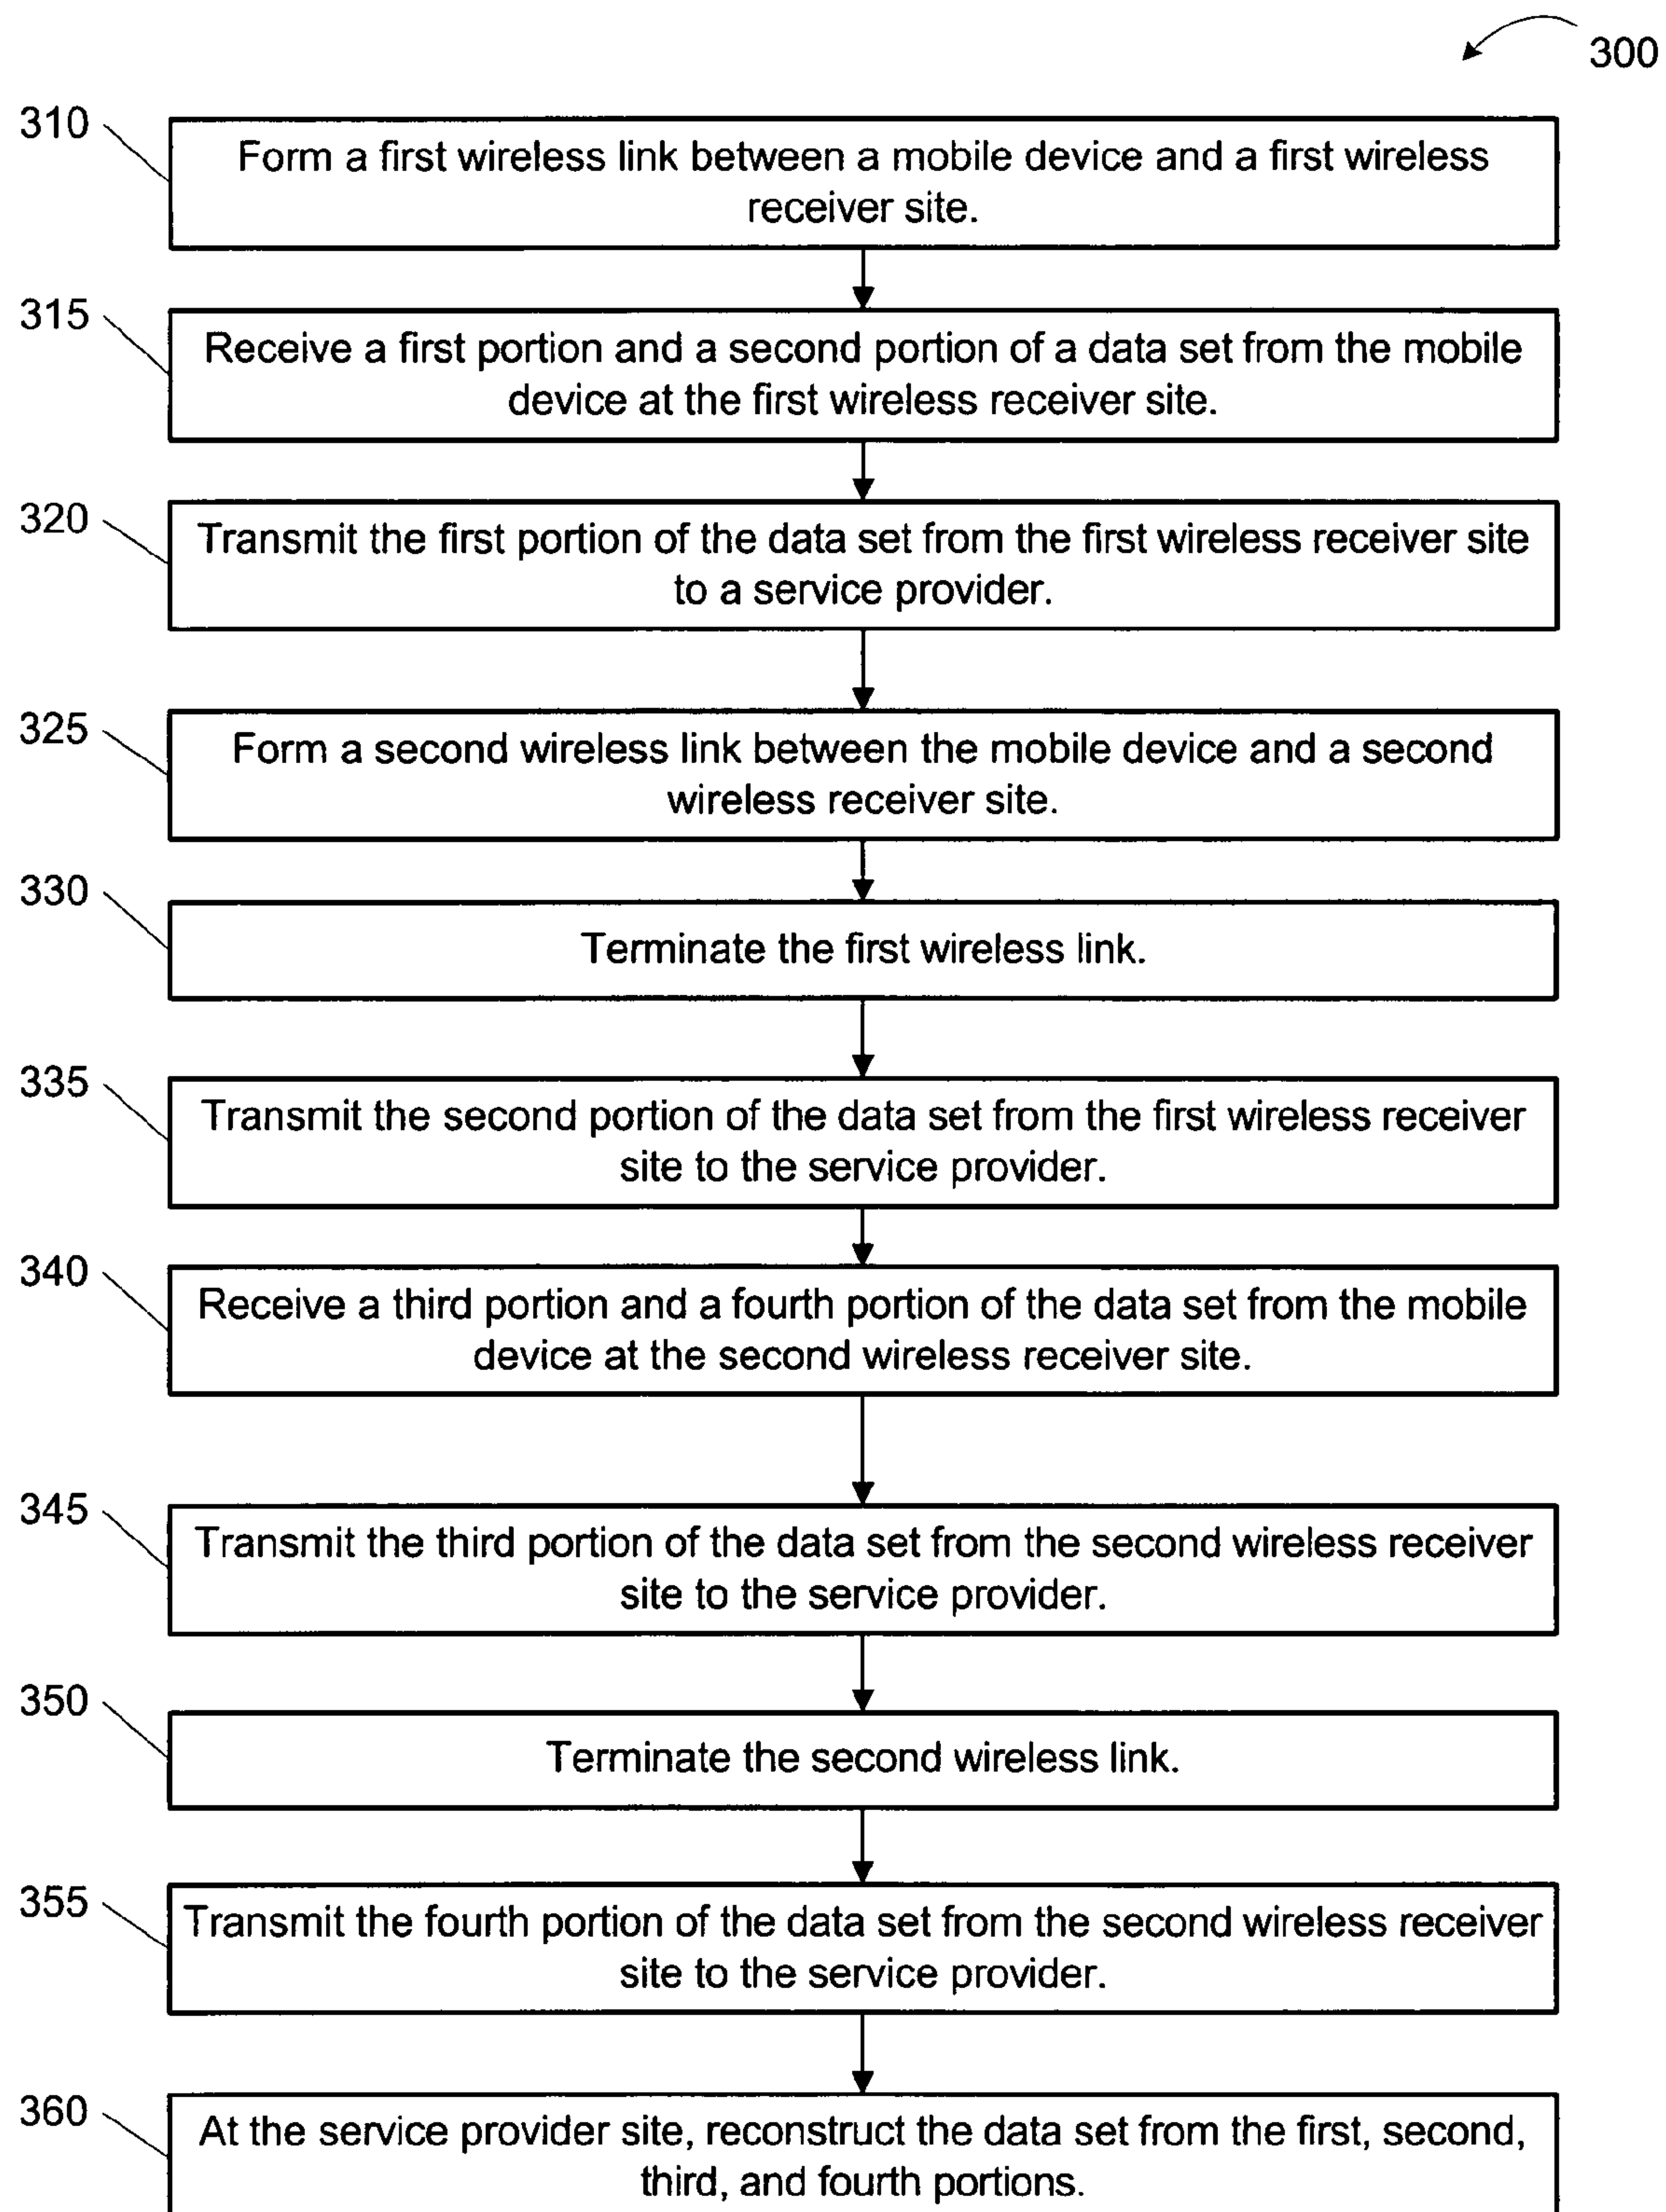 300
310
Form a first wireless link between a mobile device and a first wireless
receiver site.
315
Receive a first portion and a second portion of a data set from the mobile
device at the first wireless receiver site.
320
Transmit the first portion of the data set from the first wireless receiver site
to a service provider.
325
Form a second wireless link between the mobile device and a second
wireless receiver site.
330
Terminate the first wireless link.
335
Transmit the second portion of the data set from the first wireless receiver
site to the service provider.
340
Receive a third portion and a fourth portion of the data set from the mobile
device at the second wireless receiver site.
345
Transmit the third portion of the data set from the second wireless receiver
site to the service provider.
350
Terminate the second wireless link.
355
Transmit the fourth portion of the data set from the second wireless receiver
site to the service provider.
360
At the service provider site, reconstruct the data set from the first, second,
third, and fourth portions.